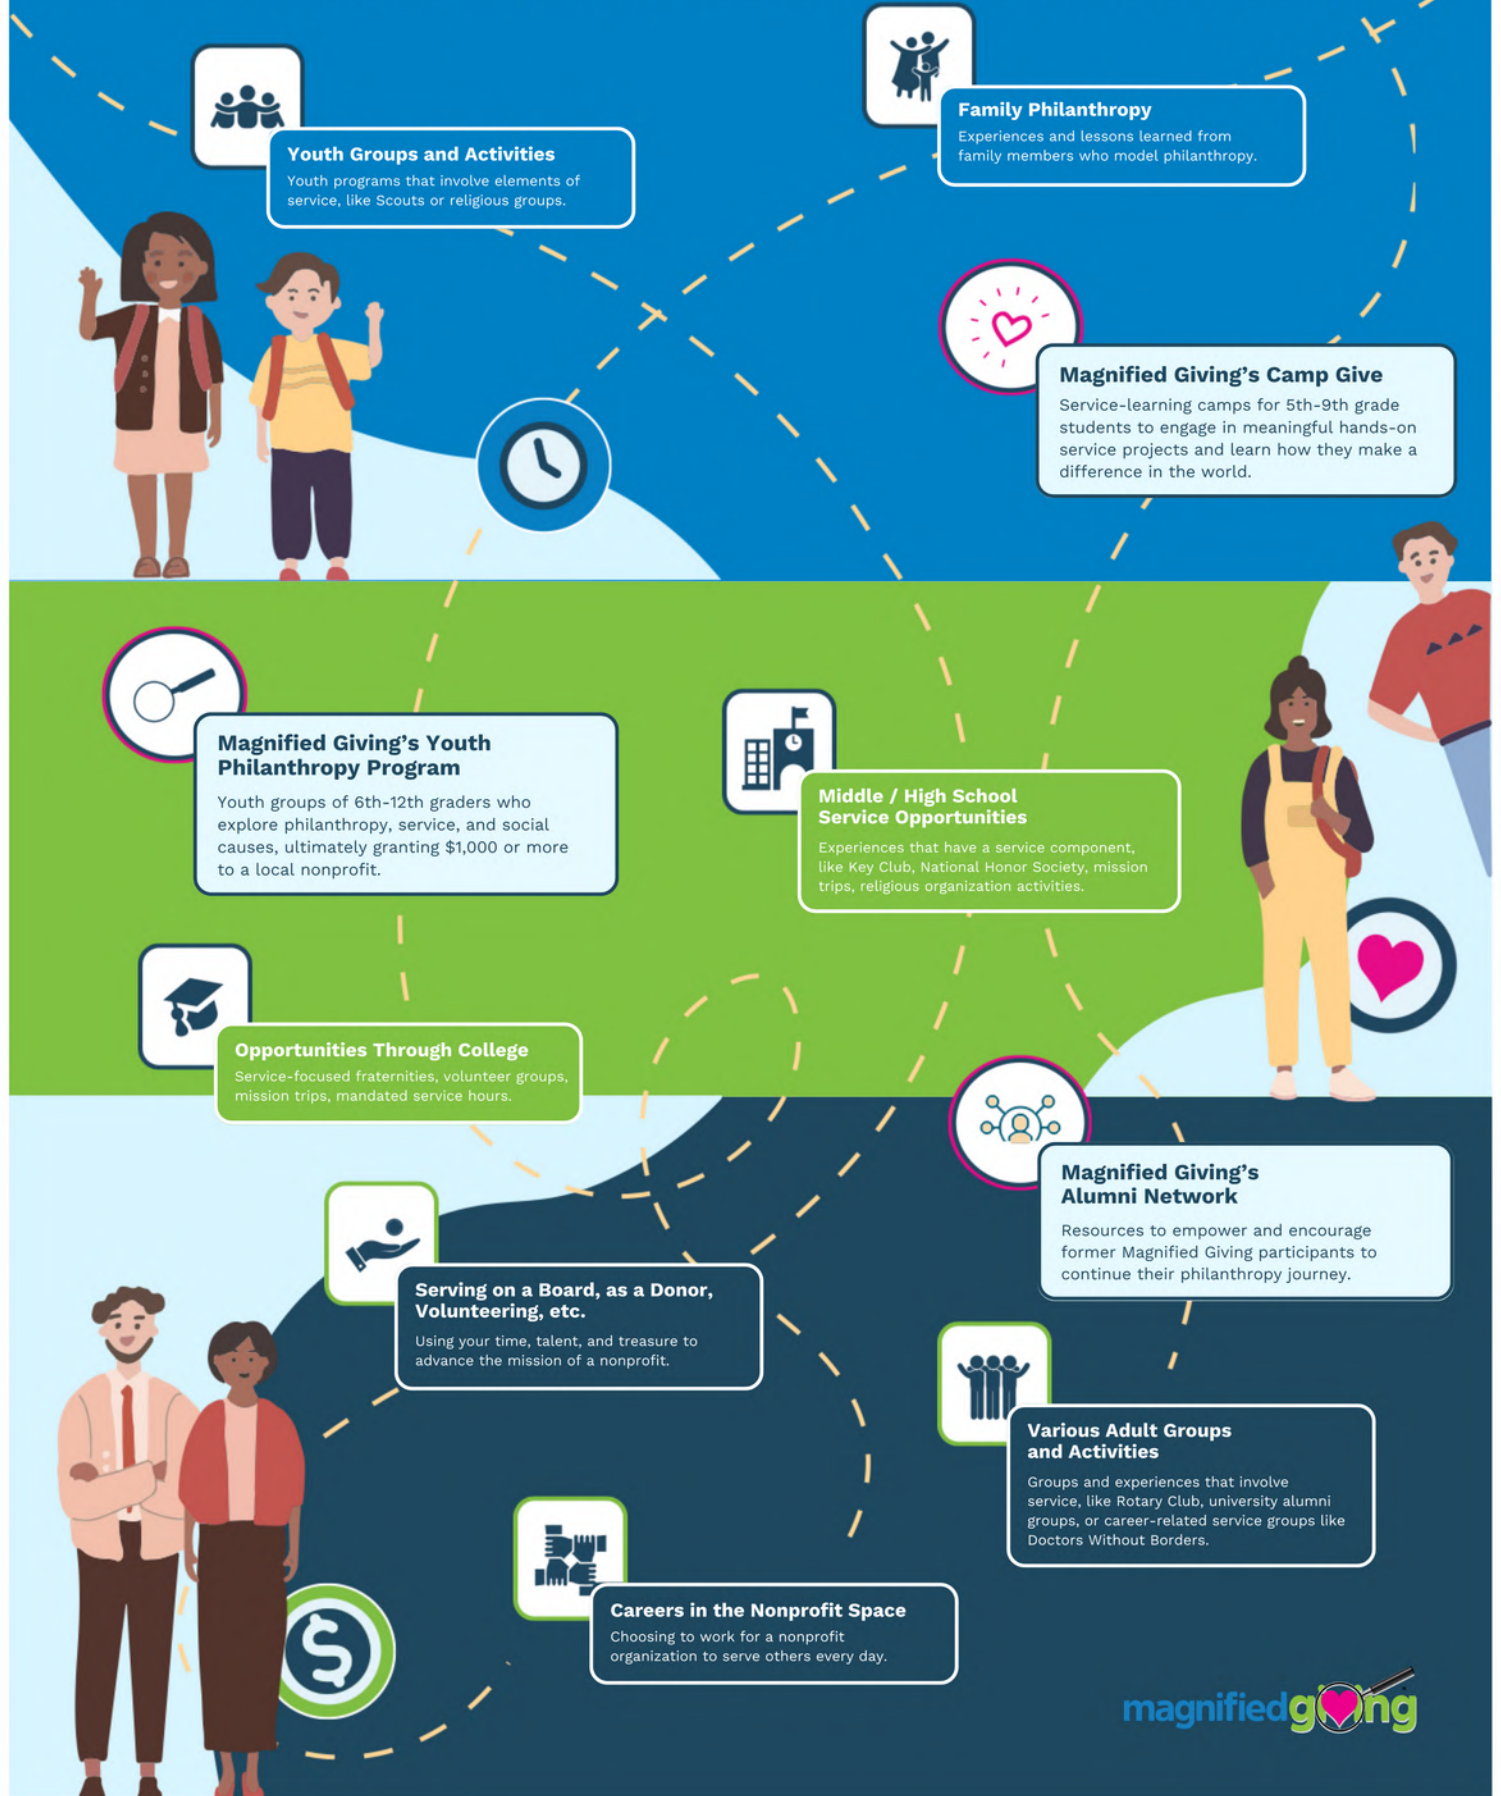 Youth Groups and Activities
Youth programs that involve elements of
service, like Scouts or religious groups.
Family Philanthropy
Experiences and lessons learned from
family members who model philanthropy.
Magnified Giving's Camp Give
Service-learning camps for 5th-9th grade
students to engage in meaningful hands-on
service projects and learn how they make a
difference in the world.
Magnified Giving's Youth
Philanthropy Program
Youth groups of 6th-12th graders who
explore philanthropy, service, and social
causes, ultimately granting $1,000 or more
to a local nonprofit.
Middle / High School
Service Opportunities
Experiences that have a service component,
like Key Club, National Honor Society, mission
trips, religious organization activities.
Opportunities Through College
Service-focused fraternities, volunteer groups,
mission trips, mandated service hours.
Magnified Giving's
Alumni Network
Resources to empower and encourage
former Magnified Giving participants to
continue their philanthropy journey.
Serving on a Board, as a Donor,
Volunteering, etc.
Using your time, talent, and treasure to
advance the mission of a nonprofit.
Various Adult Groups
and Activities
Groups and experiences that involve
service, like Rotary Club, university alumni
groups, or career-related service groups like
Doctors Without Borders.
Careers in the Nonprofit Space
Choosing to work for a nonprofit
organization to serve others every day.
$
magnifiedgiving